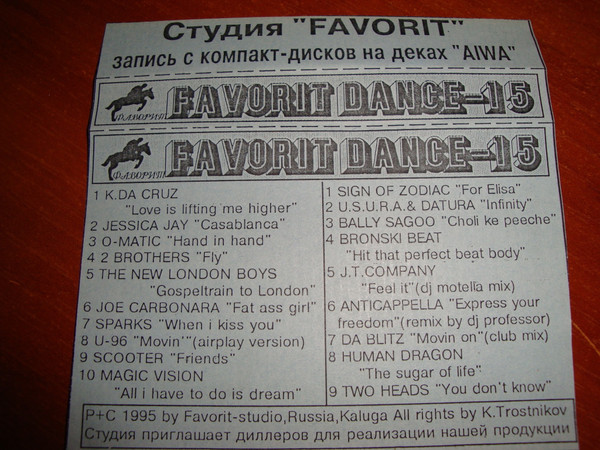 Студия "FAVORIT"
запись с компакт-дисков на деках "AIWA"
ФАВОРИТ FAVORIT DANCE-15
ФАВОРИТ FAVORIT DANCE-15
1 K.DA CRUZ
"Love is lifting me higher"
2 JESSICA JAY "Casablanca"
3 O-MATIC "Hand in hand"
4 2 BROTHERS "Fly"
5 THE NEW LONDON BOYS
"Gospeltrain to London"
6 JOE CARBONARA "Fat ass girl"
7 SPARKS "When i kiss you"
8 U-96 "Movin'"(airplay version)
9 SCOOTER "Friends"
10 MAGIC VISION
"All i have to do is dream"
1 SIGN OF ZODIAC "For Elisa"
2 U.S.U.R.A.& DATURA "Infinity"
3 BALLY SAGOO "Choli ke peeche"
4 BRONSKI BEAT
"Hit that perfect beat body"
5 J.T.COMPANY
"Feel it"(dj motella mix)
6 ANTICAPPELLA "Express your
freedom"(remix by dj professor)
7 DA BLITZ "Movin on"(club mix)
8 HUMAN DRAGON
"The sugar of life"
9 TWO HEADS "You don't know"
P+C 1995 by Favorit-studio,Russia,Kaluga All rights by K.Trostnikov
Студия приглашает диллеров для реализации нашей продукции